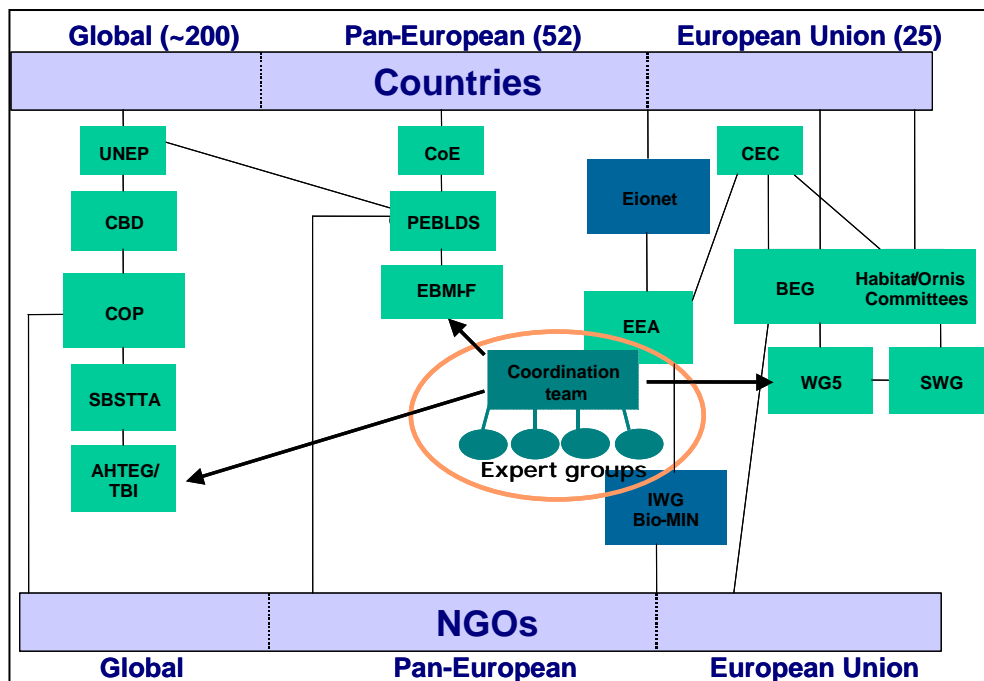 Global (~200)
Pan-European (52)
European Union (25)
Countries
UNEP
CoE
CEC
Eionet
CBD
PEBLDS
BEG
Habitat/Ornis
Committees
COP
EBMI-F
EEA
Coordination
team
WG5
SWG
SBSTTA
Expert groups
AHTEG/
TBI
IWG
Bio-MIN
NGOs
Global
Pan-European
European Union